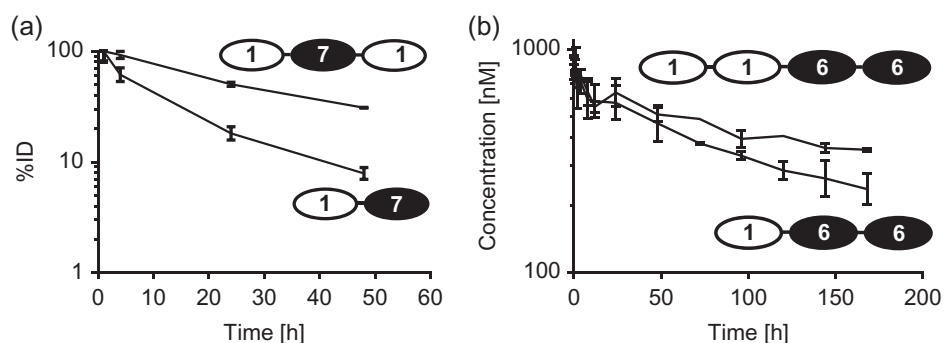 (a)
100
10
1
%ID
1 7 1
1 7
0 10 20 30 40 50 60
Time [h]
(b)
1000
100
Concentration [nM]
1 1 6 6
1 6 6
0 50 100 150 200
Time [h]